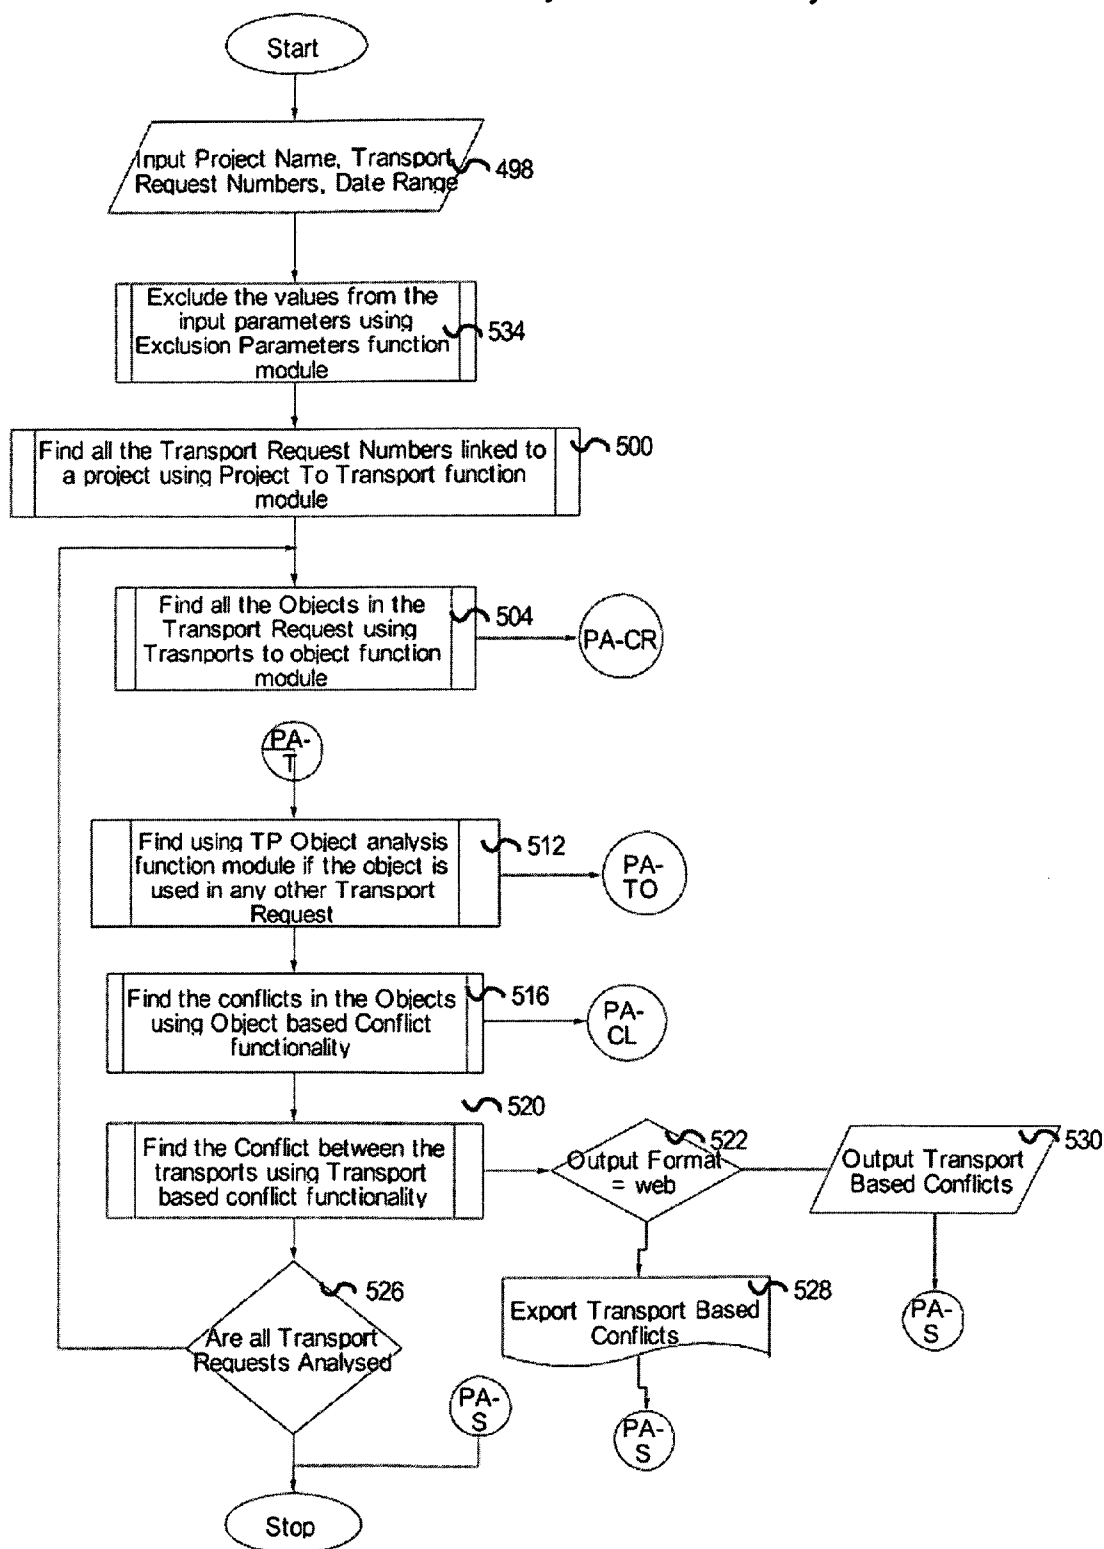 Start
Input Project Name, Transport
Request Numbers, Date Range
498
Exclude the values from the
input parameters using
Exclusion Parameters function
module
534
Find all the Transport Request Numbers linked to
a project using Project To Transport function
module
500
Find all the Objects in the
Transport Request using
Trasnports to object function
module
504
PA-CR
PA-
T
Find using TP Object analysis
function module if the object is
used in any other Transport
Request
512
PA-
TO
Find the conflicts in the Objects
using Object based Conflict
functionality
516
PA-
CL
520
Find the Conflict between the
transports using Transport
based conflict functionality
522
Output Format
= web
530
Output Transport
Based Conflicts
526
Are all Transport
Requests Analysed
528
Export Transport Based
Conflicts
PA-
S
PA-
S
PA-
S
Stop